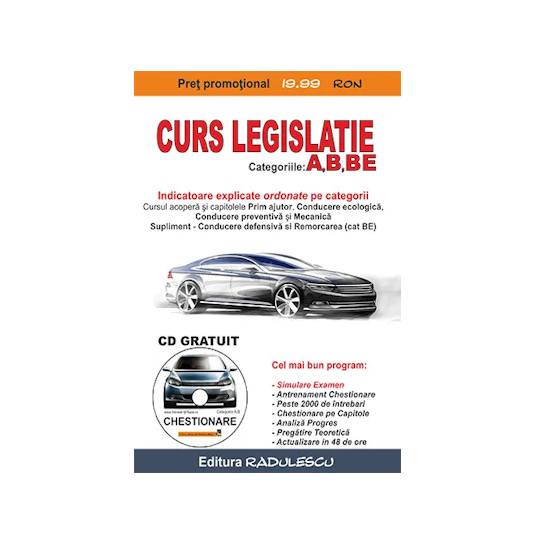 Preţ promoţional 19.99 RON
CURS LEGISLATIE
Categoriile: A,B,BE
Indicatoare explicate ordonate pe categorii
Cursul acoperă şi capitolele Prim ajutor, Conducere ecologică,
Conducere preventivă şi Mecanică
Supliment - Conducere defensivă si Remorcarea (cat BE)
CD GRATUIT
Cel mai bun program:
- Simulare Examen
- Antrenament Chestionare
- Peste 2000 de întrebari
- Chestionare pe Capitole
- Analiză Progres
- Pregătire Teoretică
- Actualizare in 48 de ore
CHESTIONARE
Editura RADULESCU